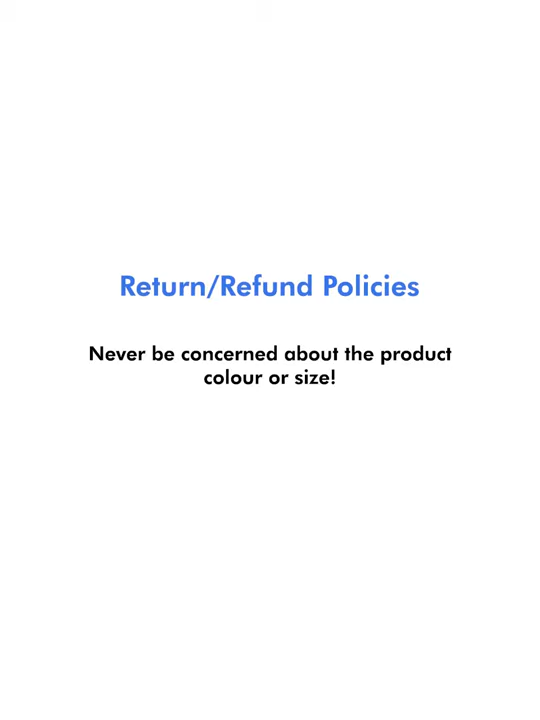 Return/Refund Policies
Never be concerned about the product
colour or size!